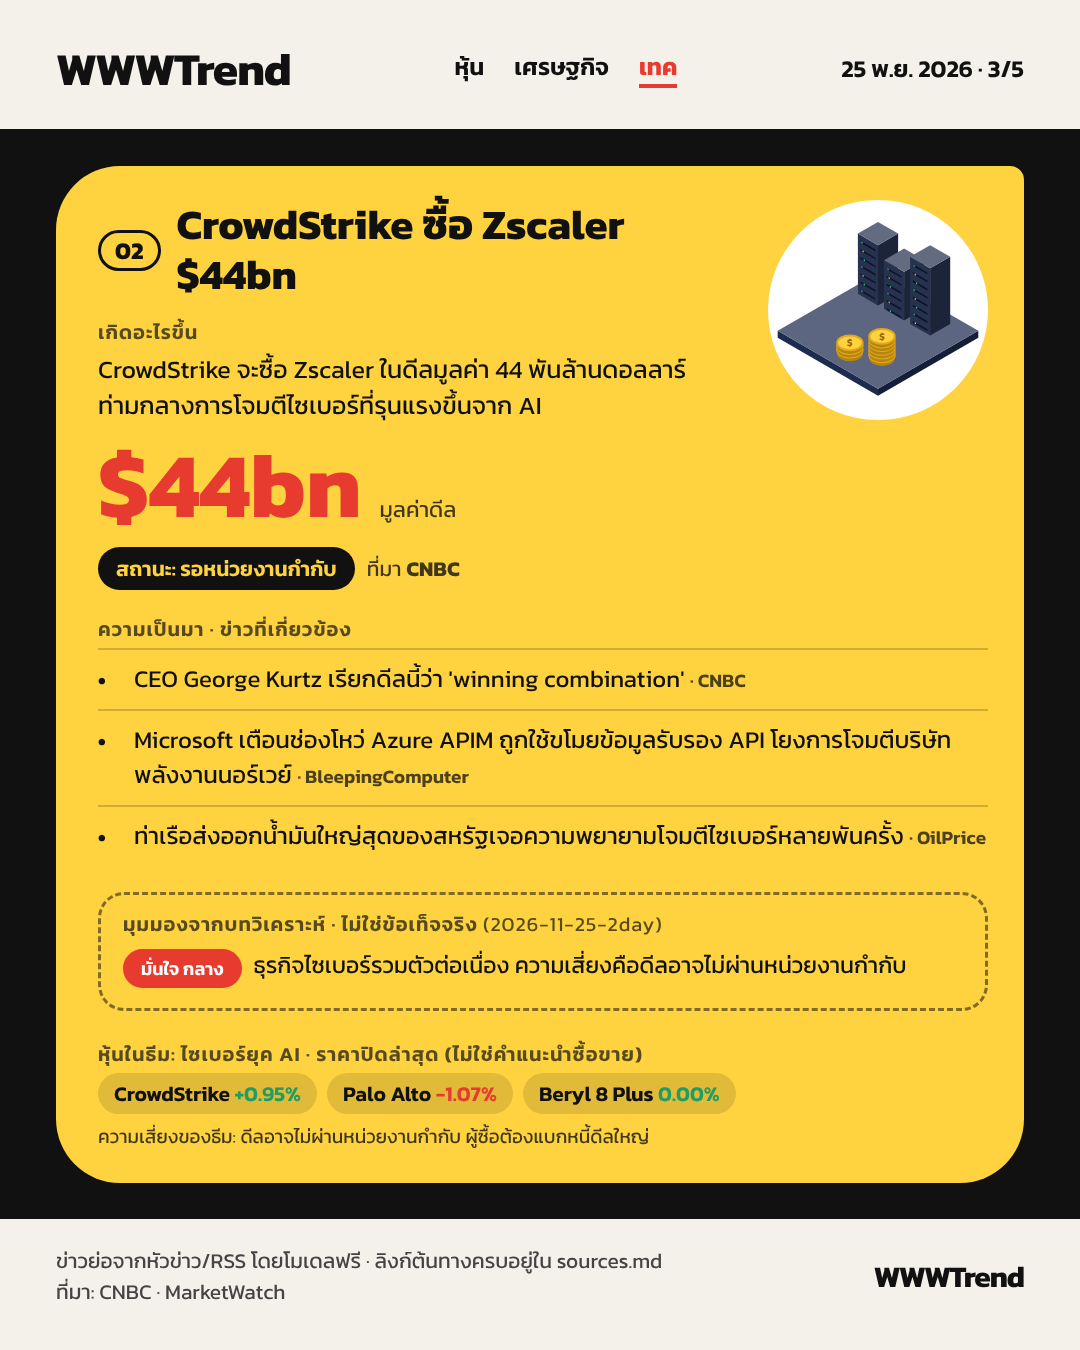 WWWTrend
หุ้น เศรษฐกิจ เทค
25 พ.ย. 2026 · 3/5
02
CrowdStrike ซื้อ Zscaler
$44bn
เกิดอะไรขึ้น
CrowdStrike จะซื้อ Zscaler ในดีลมูลค่า 44 พันล้านดอลลาร์
ท่ามกลางการโจมตีไซเบอร์ที่รุนแรงขึ้นจาก AI
$44bn มูลค่าดีล
สถานะ: รอหน่วยงานกำกับ ที่มา CNBC
ความเป็นมา · ข่าวที่เกี่ยวข้อง
• CEO George Kurtz เรียกดีลนี้ว่า 'winning combination' · CNBC
• Microsoft เตือนช่องโหว่ Azure APIM ถูกใช้ขโมยข้อมูลรับรอง API โยงการโจมตีบริษัท
พลังงานนอร์เวย์ · BleepingComputer
• ท่าเรือส่งออกน้ำมันใหญ่สุดของสหรัฐเจอความพยายามโจมตีไซเบอร์หลายพันครั้ง · OilPrice
มุมมองจากบทวิเคราะห์ · ไม่ใช่ข้อเท็จจริง (2026-11-25-2day)
มั่นใจ กลาง ธุรกิจไซเบอร์รวมตัวต่อเนื่อง ความเสี่ยงคือดีลอาจไม่ผ่านหน่วยงานกำกับ
หุ้นในธีม: ไซเบอร์ยุค AI · ราคาปิดล่าสุด (ไม่ใช่คำแนะนำซื้อขาย)
CrowdStrike +0.95% Palo Alto -1.07% Beryl 8 Plus 0.00%
ความเสี่ยงของธีม: ดีลอาจไม่ผ่านหน่วยงานกำกับ ผู้ซื้อต้องแบกหนี้ดีลใหญ่
ข่าวย่อจากหัวข่าว/RSS โดยโมเดลฟรี · ลิงก์ต้นทางครบอยู่ใน sources.md
ที่มา: CNBC · MarketWatch
WWWTrend